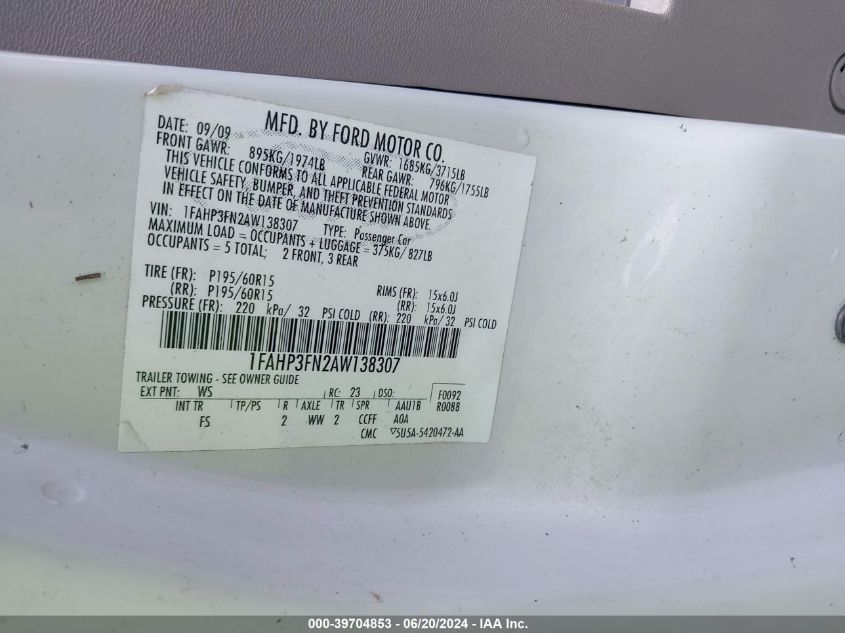 DATE: 09/09 MFD. BY FORD MOTOR CO.
FRONT GAWR: 895KG/1974LB GVWR: 1685KG/3715LB
REAR GAWR: 796KG/1755LB
THIS VEHICLE CONFORMS TO ALL APPLICABLE FEDERAL MOTOR
VEHICLE SAFETY, BUMPER, AND THEFT PREVENTION STANDARDS
IN EFFECT ON THE DATE OF MANUFACTURE SHOWN ABOVE.
VIN: 1FAHP3FN2AW138307 TYPE: Passenger Car
MAXIMUM LOAD = OCCUPANTS + LUGGAGE = 375KG/ 827LB
OCCUPANTS = 5 TOTAL; 2 FRONT, 3 REAR
TIRE (FR): P195/60R15 RIMS (FR): 15x6.0J
(RR): P195/60R15 (RR): 15x6.0J
PRESSURE (FR): 220 kPa/ 32 PSI COLD (RR): 220 kPa/ 32 PSI COLD
1FAHP3FN2AW138307
TRAILER TOWING - SEE OWNER GUIDE
EXT PNT: WS RC: 23 DSO: F0092
INT TR TP/PS R AXLE TR SPR AAU1B R0088
FS 2 WW 2 CCFF A0A
CMC ▽5U5A-5420472-AA
000-39704853 - 06/20/2024 - IAAI Inc.